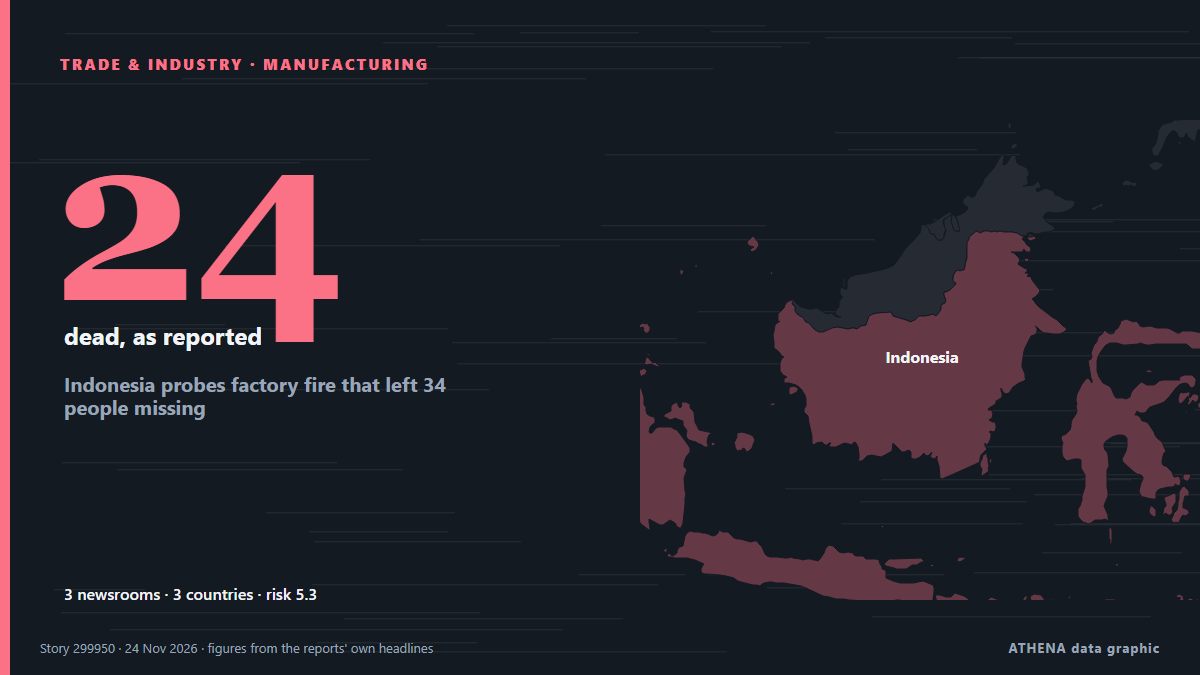 TRADE & INDUSTRY · MANUFACTURING
24
dead, as reported
Indonesia probes factory fire that left 34
people missing
Indonesia
3 newsrooms · 3 countries · risk 5.3
Story 299950 · 24 Nov 2026 · figures from the reports' own headlines
ATHENA data graphic